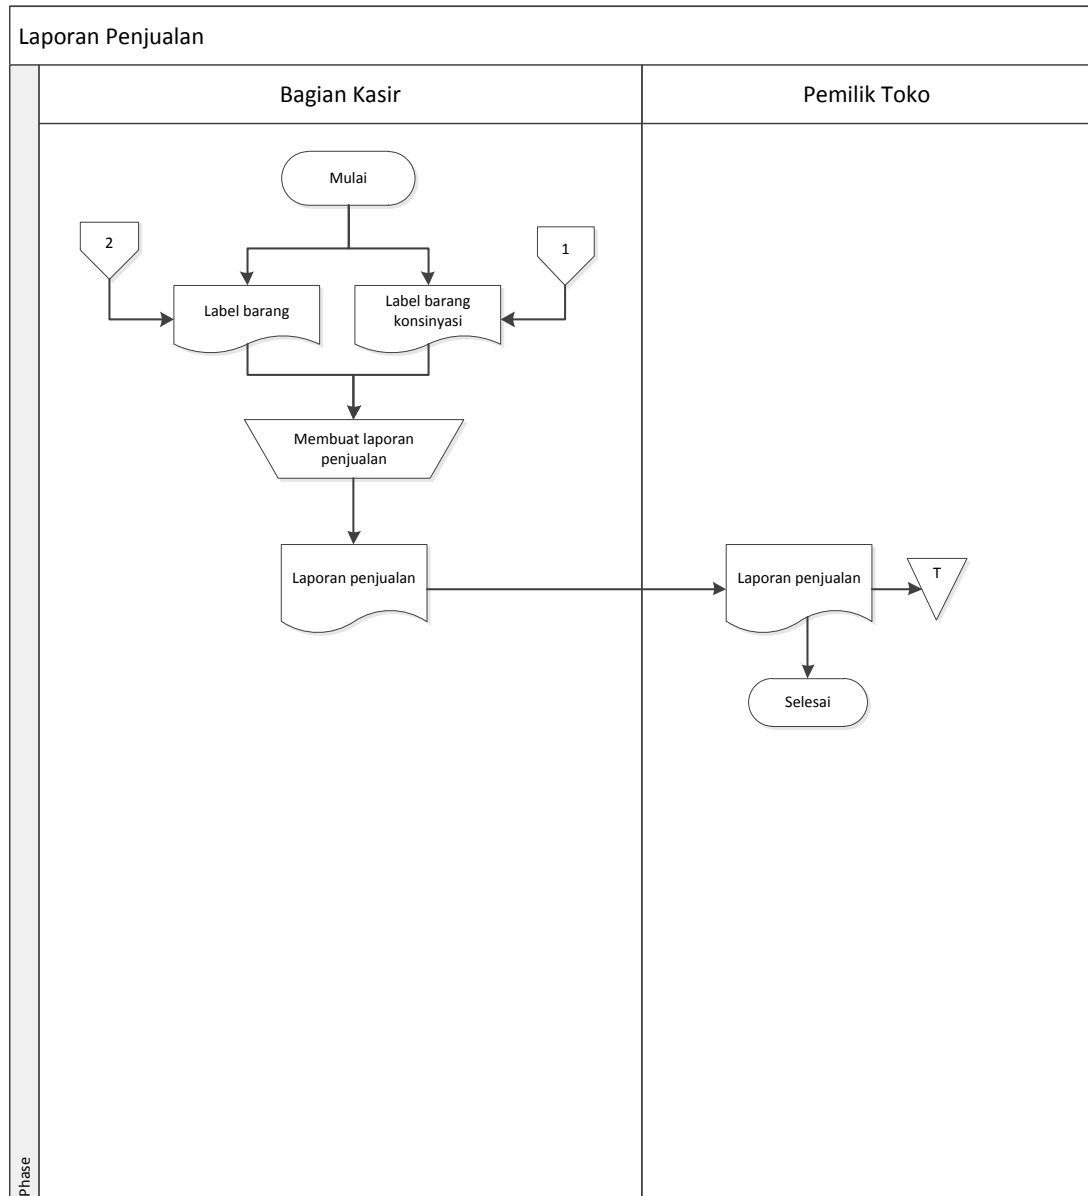 Laporan Penjualan
Bagian Kasir
Pemilik Toko
Mulai
2
1
Label barang
Label barang
konsinyasi
Membuat laporan
penjualan
Laporan penjualan
Laporan penjualan
T
Selesai
Phase